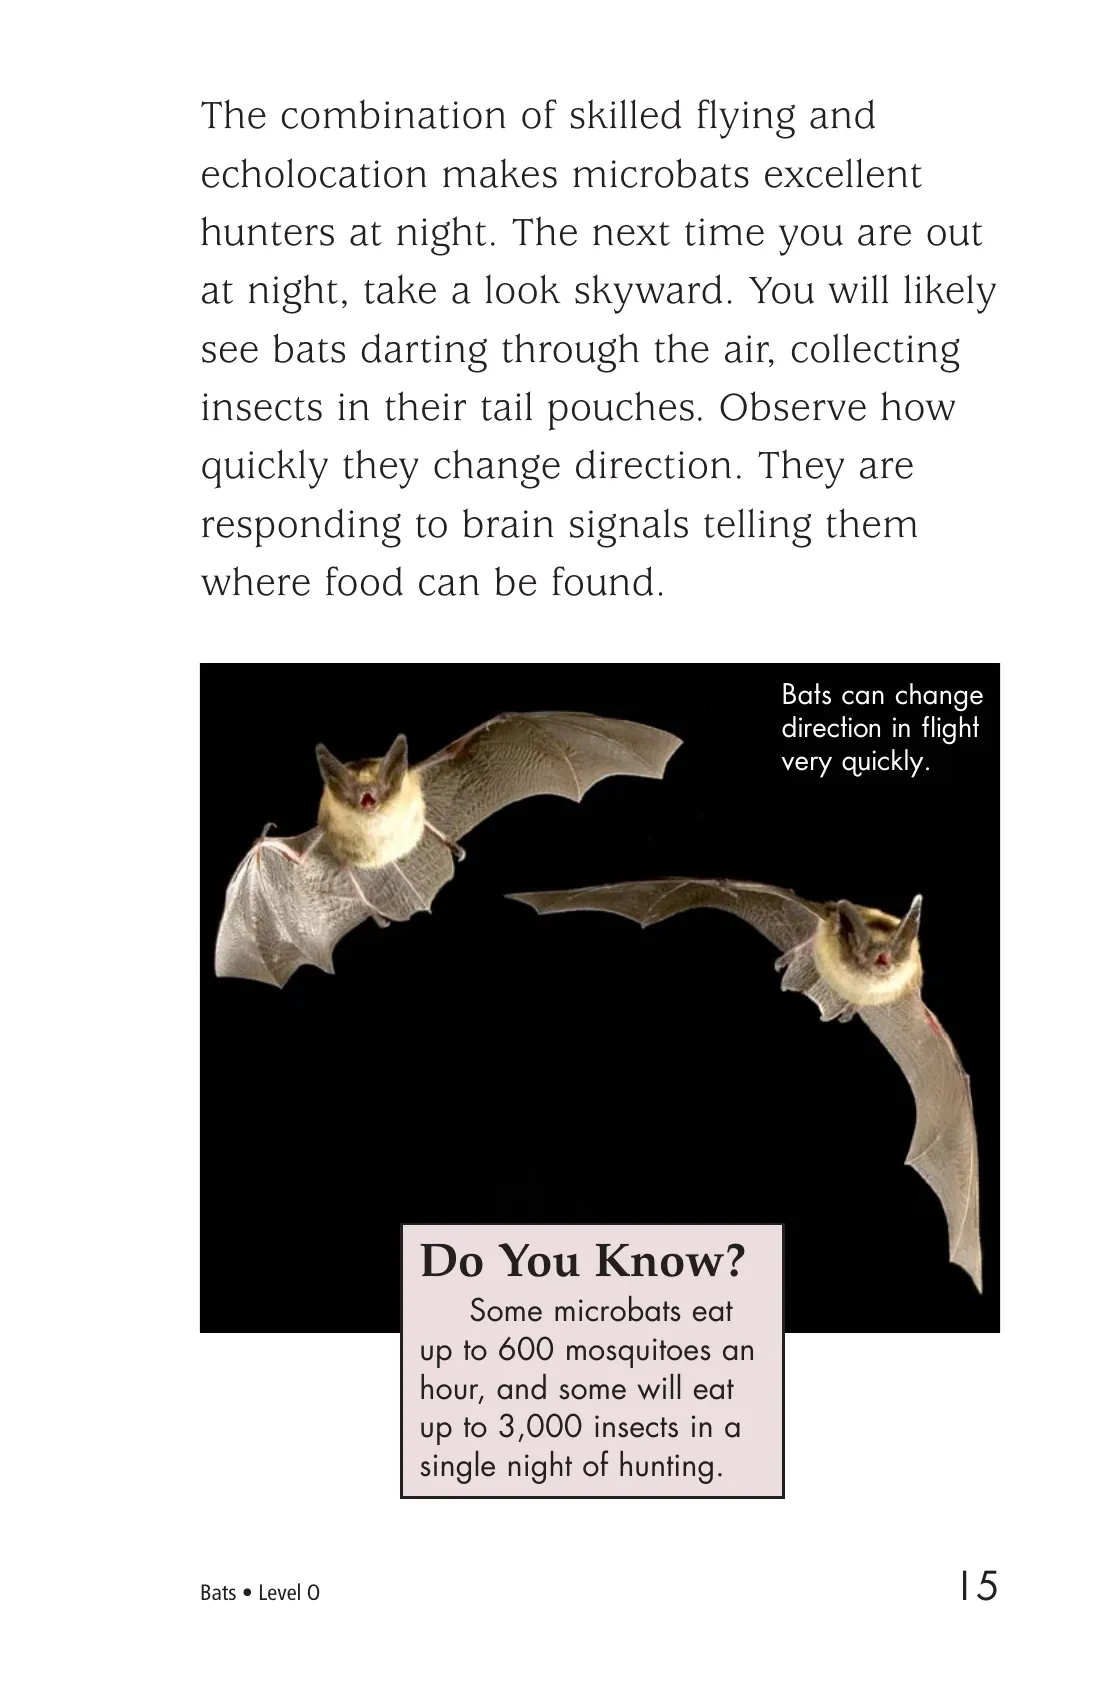 The combination of skilled flying and
echolocation makes microbats excellent
hunters at night. The next time you are out
at night, take a look skyward. You will likely
see bats darting through the air, collecting
insects in their tail pouches. Observe how
quickly they change direction. They are
responding to brain signals telling them
where food can be found.
Bats can change
direction in flight
very quickly.
Do You Know?
Some microbats eat
up to 600 mosquitoes an
hour, and some will eat
up to 3,000 insects in a
single night of hunting.
Bats • Level O
15